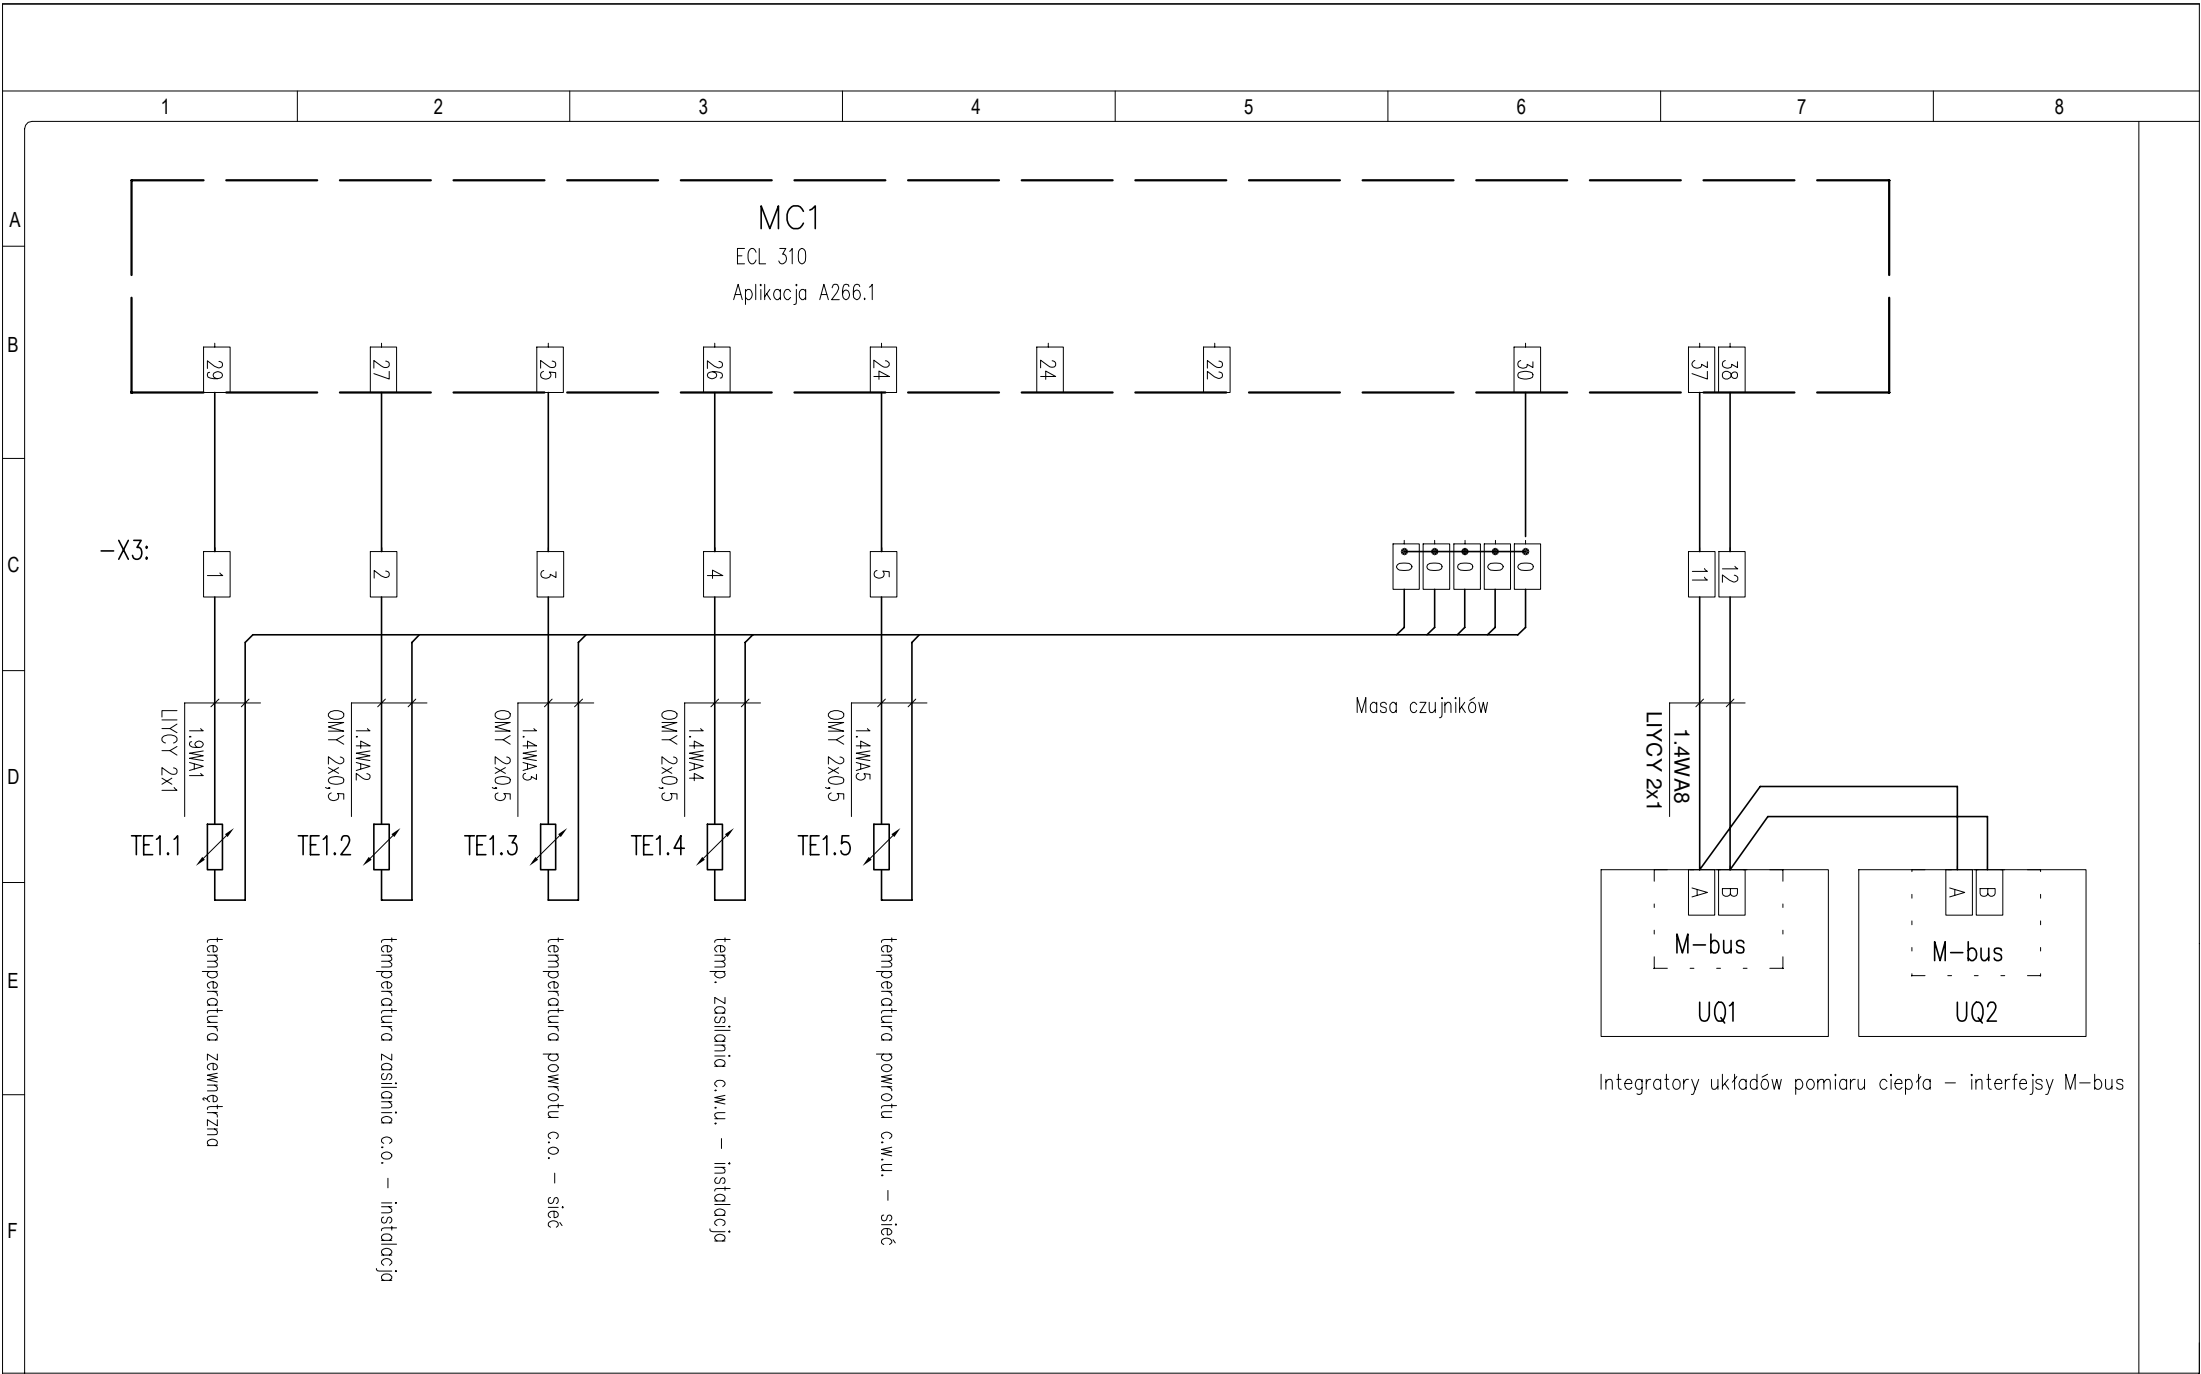 1 2 3 4 5 6 7 8
A
B
C
D
E
F
MC1
ECL 310
Aplikacja A266.1
29 27 25 26 24 24 22 30 37 38
-X3:
1 2 3 4 5 0 0 0 0 0 11 12
Masa czujników
1.9WA1
LIYCY 2x1
1.4WA2
OMY 2x0,5
1.4WA3
OMY 2x0,5
1.4WA4
OMY 2x0,5
1.4WA5
OMY 2x0,5
1.4WA8
LIYCY 2x1
TE1.1
TE1.2
TE1.3
TE1.4
TE1.5
temperatura zewnętrzna
temperatura zasilania c.o. - instalacja
temperatura powrotu c.o. - sieć
temp. zasilania c.w.u. - instalacja
temperatura powrotu c.w.u. - sieć
A B
M-bus
UQ1
A B
M-bus
UQ2
Integratory układów pomiaru ciepła - interfejsy M-bus